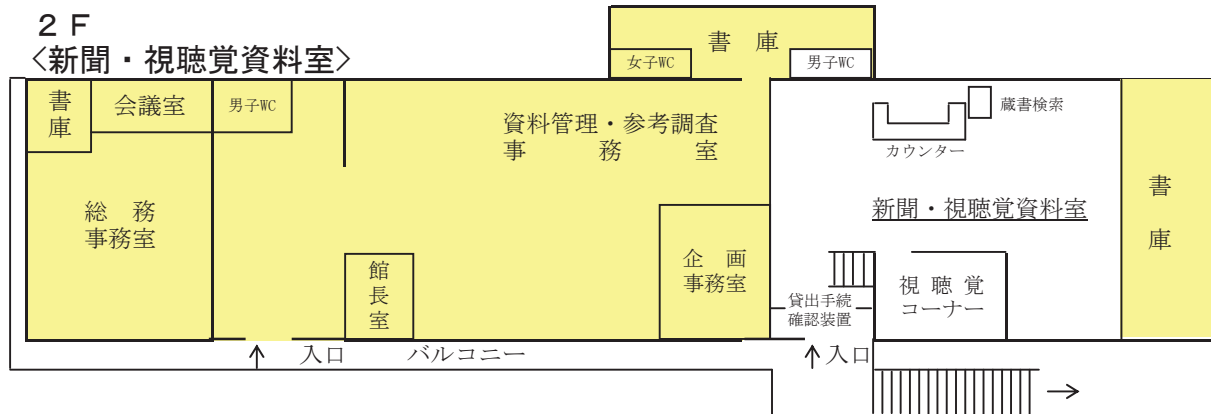 ２Ｆ
〈新聞・視聴覚資料室〉
書 庫
女子WC
男子WC
書
庫
会議室
男子WC
資料管理・参考調査
事 務 室
蔵書検索
カウンター
総 務
事務室
新聞・視聴覚資料室
書
庫
館
長
室
企 画
事務室
貸出手続
確認装置
視 聴 覚
コーナー
入口
バルコニー
入口